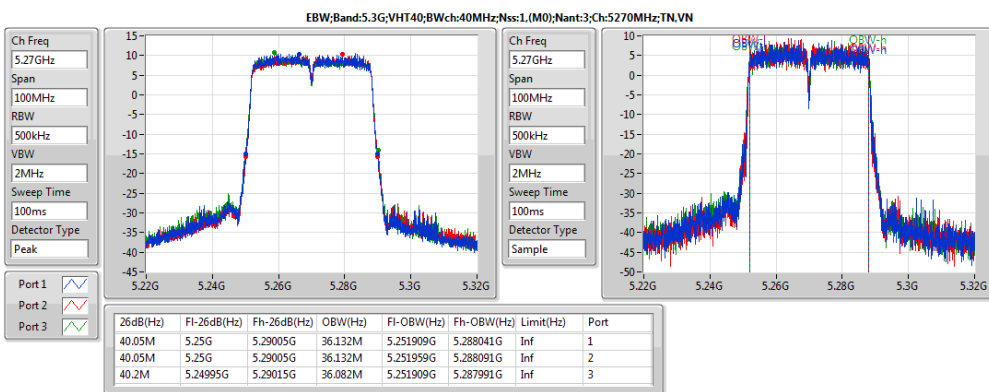 EBW;Band:5.3G;VHT40;BWch:40MHz;Nss:1,(M0);Nant:3;Ch:5270MHz;TN,VN
Ch Freq
5.27GHz
Span
100MHz
RBW
500kHz
VBW
2MHz
Sweep Time
100ms
Detector Type
Peak
15
10
5
0
-5
-10
-15
-20
-25
-30
-35
-40
-45
5.22G 5.24G 5.26G 5.28G 5.3G 5.32G
Ch Freq
5.27GHz
Span
100MHz
RBW
500kHz
VBW
2MHz
Sweep Time
100ms
Detector Type
Sample
10
5
0
-5
-10
-15
-20
-25
-30
-35
-40
-45
-50
OBW-h
5.22G 5.24G 5.26G 5.28G 5.3G 5.32G
Port 1
Port 2
Port 3
26dB(Hz) Fl-26dB(Hz) Fh-26dB(Hz) OBW(Hz) Fl-OBW(Hz) Fh-OBW(Hz) Limit(Hz) Port
40.05M 5.25G 5.29005G 36.132M 5.251909G 5.288041G Inf 1
40.05M 5.25G 5.29005G 36.132M 5.251959G 5.288091G Inf 2
40.2M 5.24995G 5.29015G 36.082M 5.251909G 5.287991G Inf 3